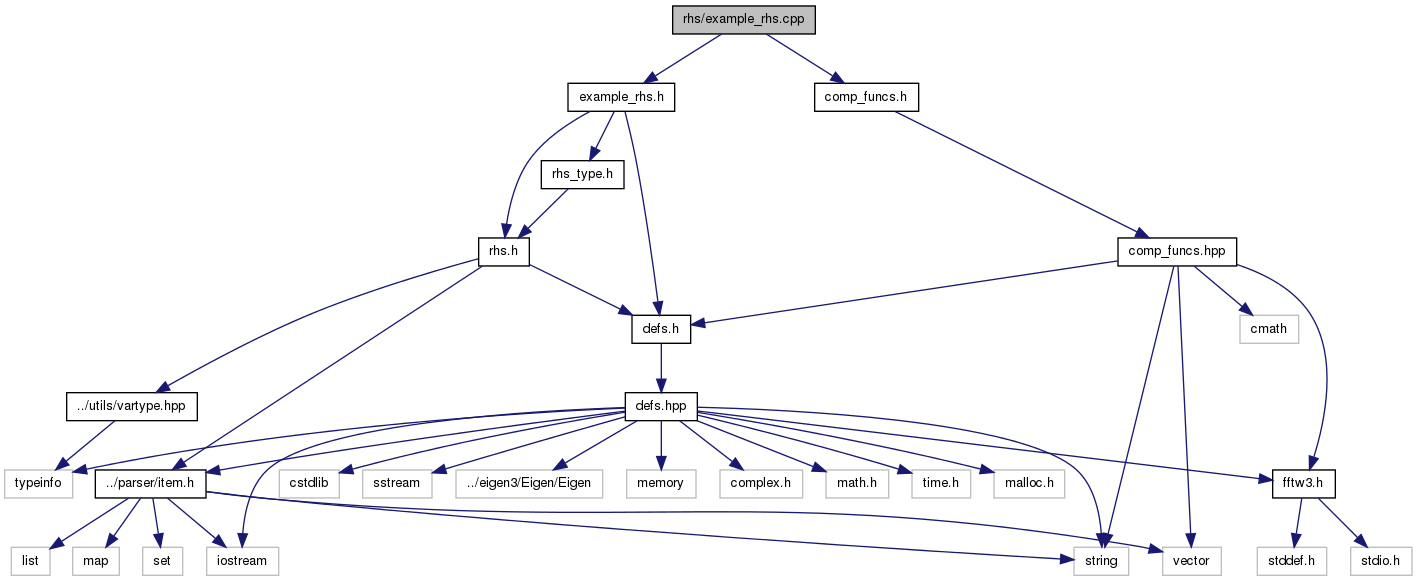 rhs/example_rhs.cpp
example_rhs.h
comp_funcs.h
rhs_type.h
rhs.h
comp_funcs.hpp
defs.h
cmath
../utils/vartype.hpp
defs.hpp
typeinfo
../parser/item.h
cstdlib
sstream
../eigen3/Eigen/Eigen
memory
complex.h
math.h
time.h
malloc.h
fftw3.h
list
map
set
iostream
string
vector
stddef.h
stdio.h